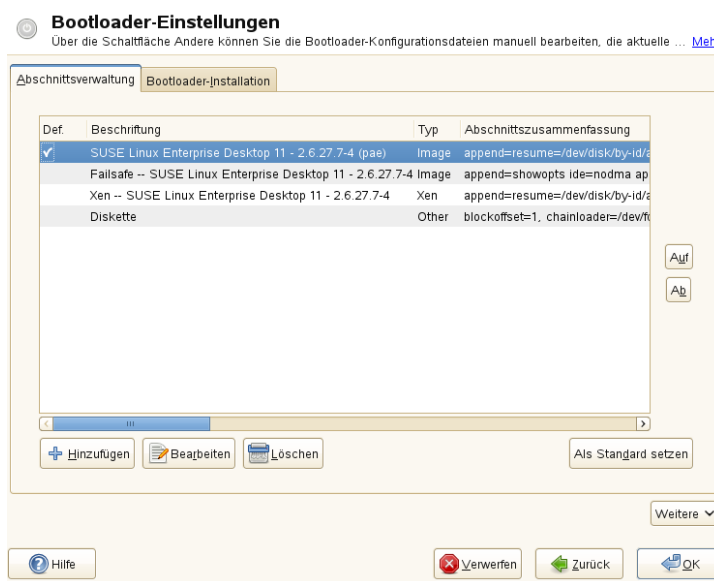 Bootloader-Einstellungen
Über die Schaltfläche Andere können Sie die Bootloader-Konfigurationsdateien manuell bearbeiten, die aktuelle ... Meh
Abschnittsverwaltung Bootloader-Installation
Def. Beschriftung Typ Abschnittszusammenfassung
SUSE Linux Enterprise Desktop 11 - 2.6.27.7-4 (pae) Image append=resume=/dev/disk/by-id/a
Failsafe -- SUSE Linux Enterprise Desktop 11 - 2.6.27.7-4 Image append=showopts ide=nodma ap
Xen -- SUSE Linux Enterprise Desktop 11 - 2.6.27.7-4 Xen append=resume=/dev/disk/by-id/a
Diskette Other blockoffset=1, chainloader=/dev/f
Auf
Ab
Hinzufügen Bearbeiten Löschen Als Standard setzen
Weitere
Hilfe Verwerfen Zurück OK